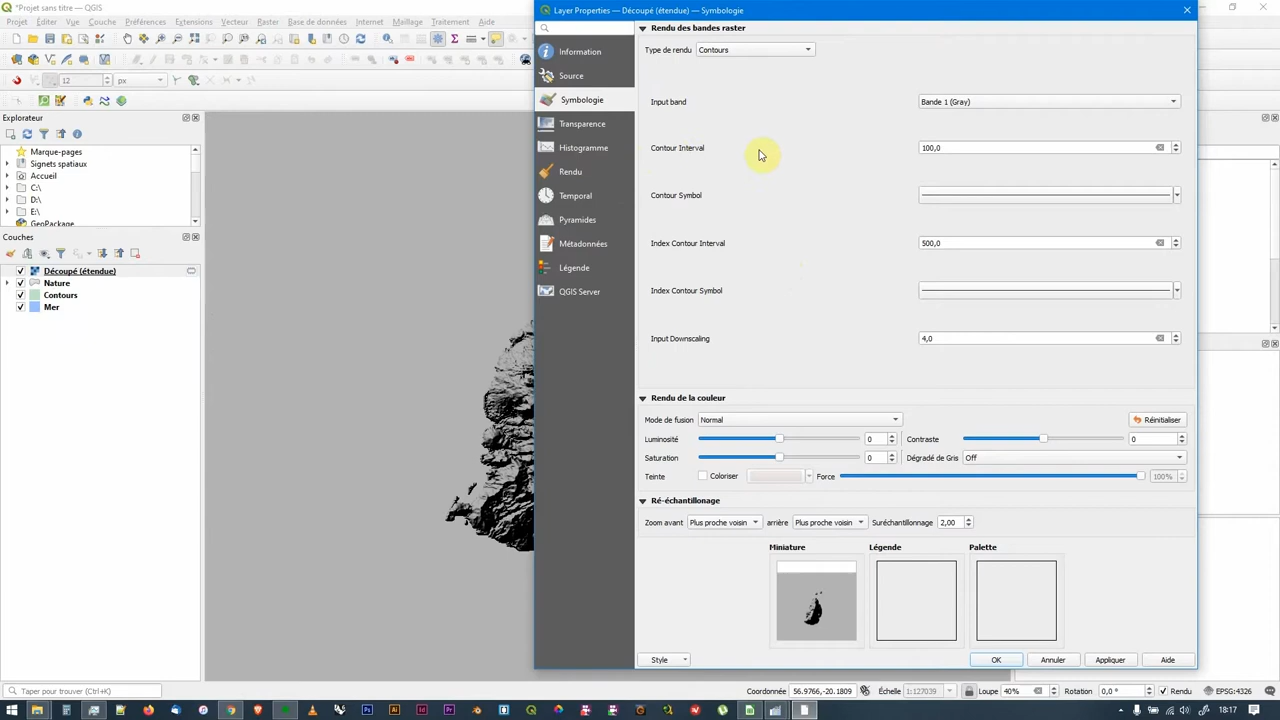 *Projet sans titre — QGIS
Projet Éditer Vue Couche Préférences Extensions Vecteur Raster Base de données Internet Maillage Traitement Aide
12 px
Explorateur
Marque-pages
Signets spatiaux
Accueil
C:\
D:\
E:\
GeoPackage
Couches
Découpé (étendue)
Nature
Contours
Mer
Layer Properties — Découpé (étendue) — Symbologie
Information
Source
Symbologie
Transparence
Histogramme
Rendu
Temporal
Pyramides
Métadonnées
Légende
QGIS Server
Rendu des bandes raster
Type de rendu Contours
Input band Bande 1 (Gray)
Contour Interval 100,0
Contour Symbol
Index Contour Interval 500,0
Index Contour Symbol
Input Downscaling 4,0
Rendu de la couleur
Mode de fusion Normal Réinitialiser
Luminosité 0 Contraste 0
Saturation 0 Dégradé de Gris Off
Teinte Coloriser Force 100%
Ré-échantillonage
Zoom avant Plus proche voisin arrière Plus proche voisin Suréchantillonnage 2,00
Miniature Légende Palette
Style OK Annuler Appliquer Aide
Taper pour trouver (Ctrl+K) Coordonnée 56.9766,-20.1809 Échelle 1:127039 Loupe 40% Rotation 0,0 ° Rendu EPSG:4326
18:17